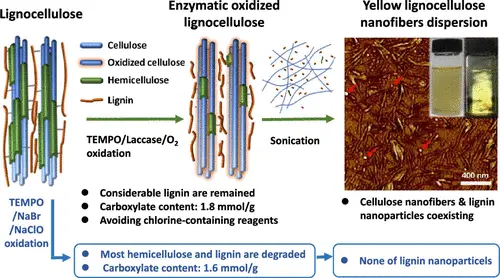 Lignocellulose
Enzymatic oxidized
lignocellulose
Yellow lignocellulose
nanofibers dispersion
Cellulose
Oxidized cellulose
Hemicellulose
Lignin
TEMPO/Laccase/O2
oxidation
Sonication
400 nm
TEMPO
/NaBr
/NaClO
oxidation
● Considerable lignin are remained
● Carboxylate content: 1.8 mmol/g
● Avoiding chlorine-containing reagents
● Cellulose nanofibers & lignin
nanoparticles coexisting
● Most hemicellulose and lignin are degraded
● Carboxylate content: 1.6 mmol/g
● None of lignin nanoparticels